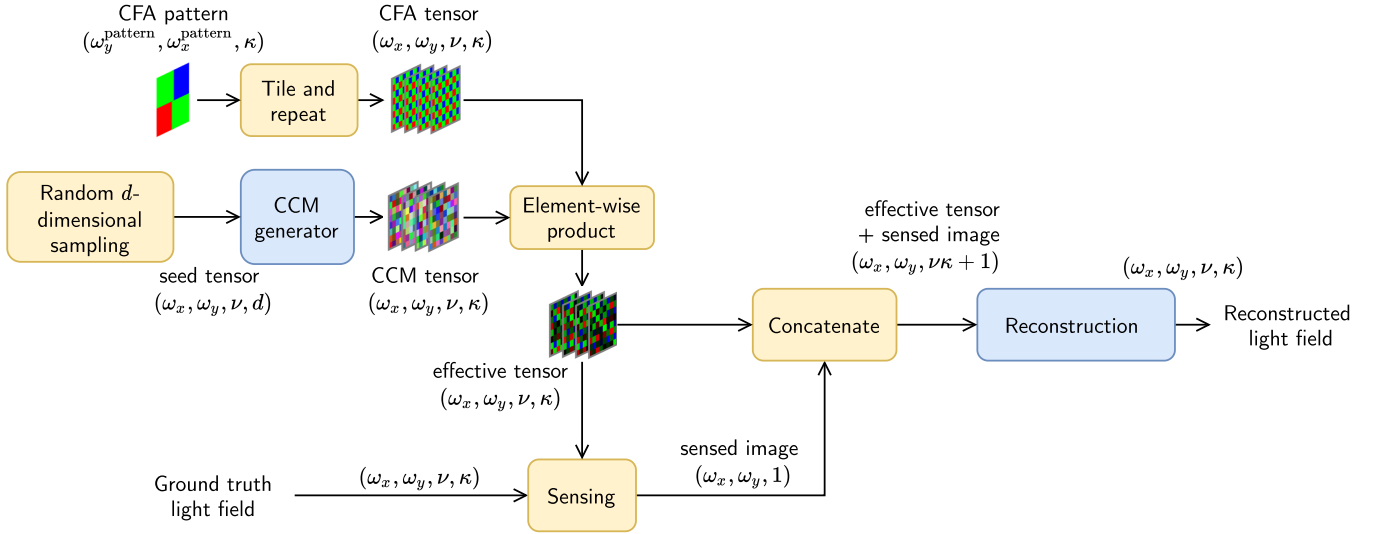 CFA pattern
(ω_y^pattern, ω_x^pattern, κ)
CFA tensor
(ω_x, ω_y, ν, κ)
Tile and
repeat
Random d-
dimensional
sampling
seed tensor
(ω_x, ω_y, ν, d)
CCM
generator
CCM tensor
(ω_x, ω_y, ν, κ)
Element-wise
product
effective tensor
(ω_x, ω_y, ν, κ)
effective tensor
+ sensed image
(ω_x, ω_y, νκ + 1)
Concatenate
Reconstruction
(ω_x, ω_y, ν, κ)
Reconstructed
light field
Ground truth
light field
(ω_x, ω_y, ν, κ)
Sensing
sensed image
(ω_x, ω_y, 1)